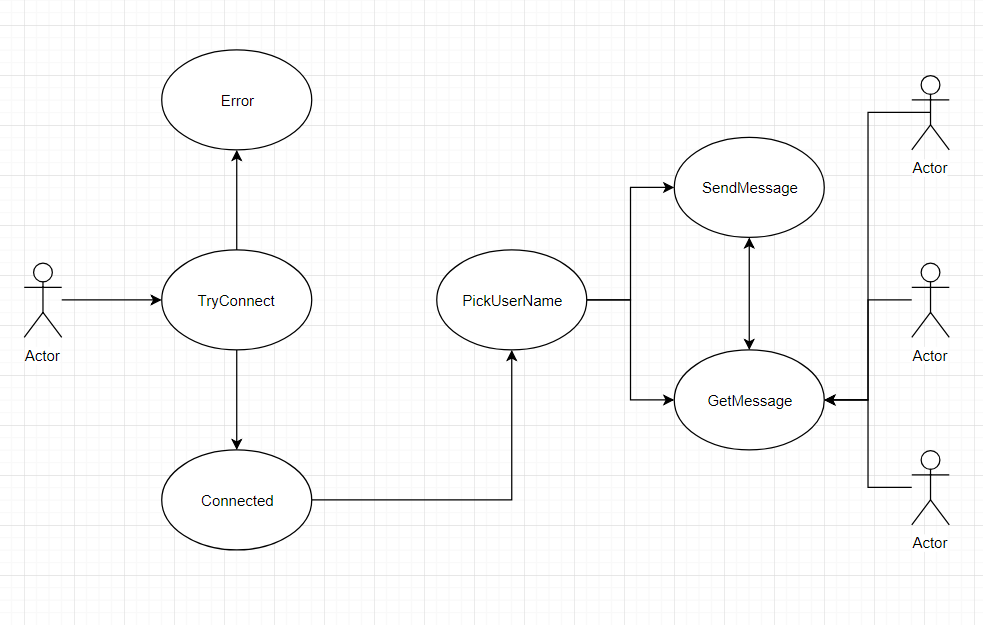 Error
Actor
SendMessage
TryConnect
PickUserName
Actor
Actor
GetMessage
Connected
Actor